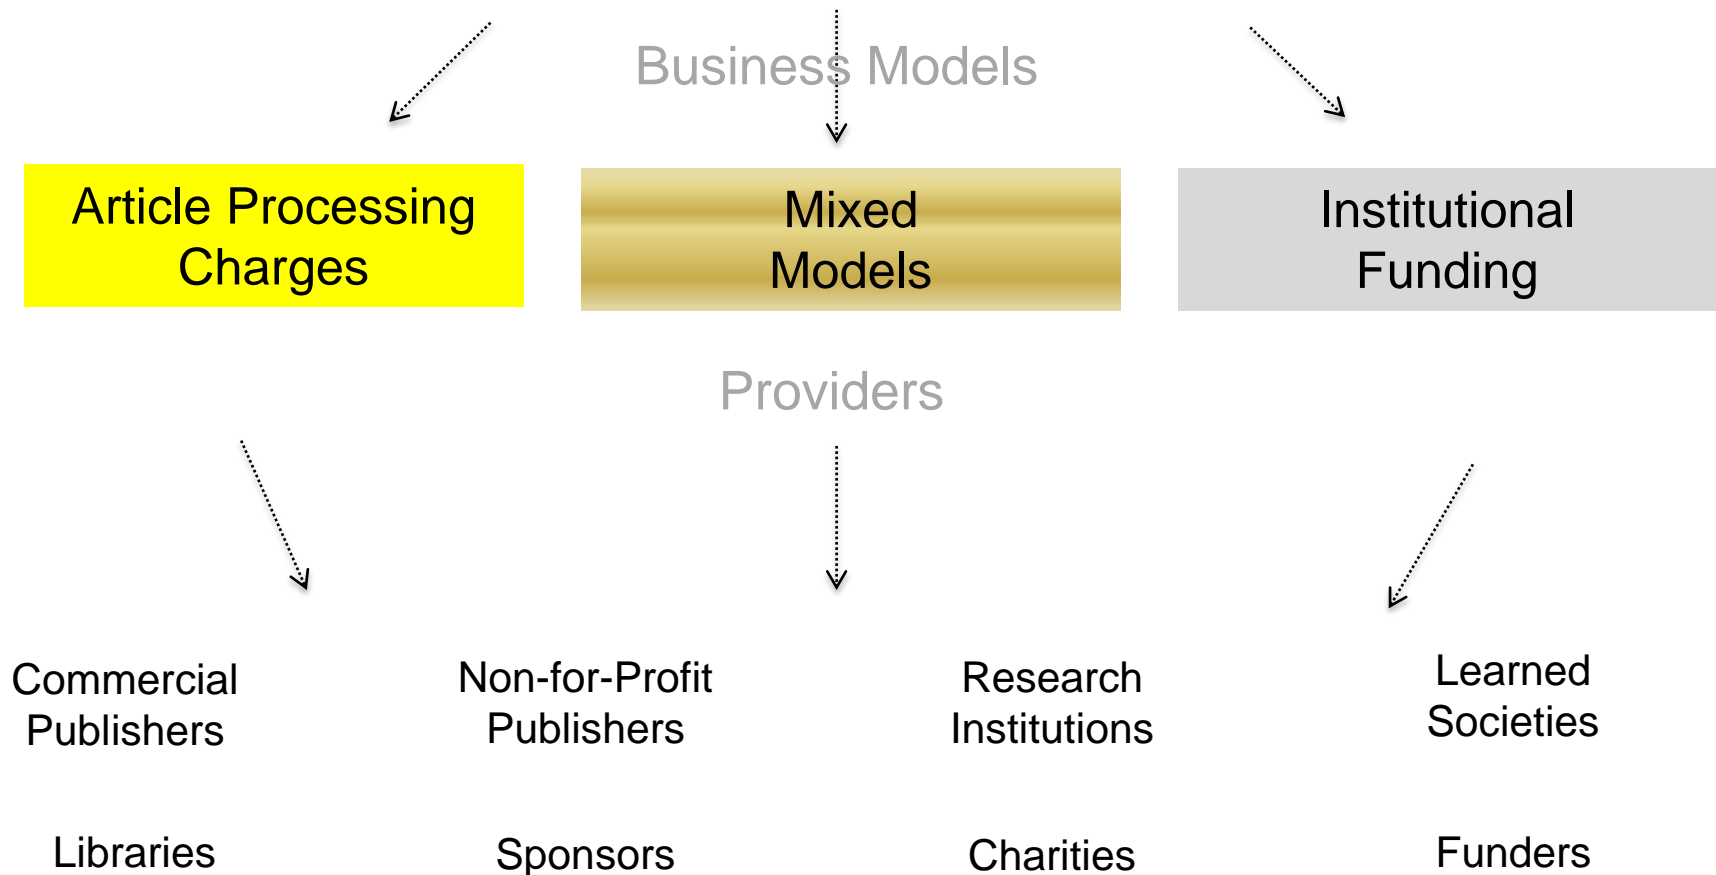 Business Models
Article Processing
Charges
Mixed
Models
Institutional
Funding
Providers
Commercial
Publishers
Non-for-Profit
Publishers
Research
Institutions
Learned
Societies
Libraries
Sponsors
Charities
Funders